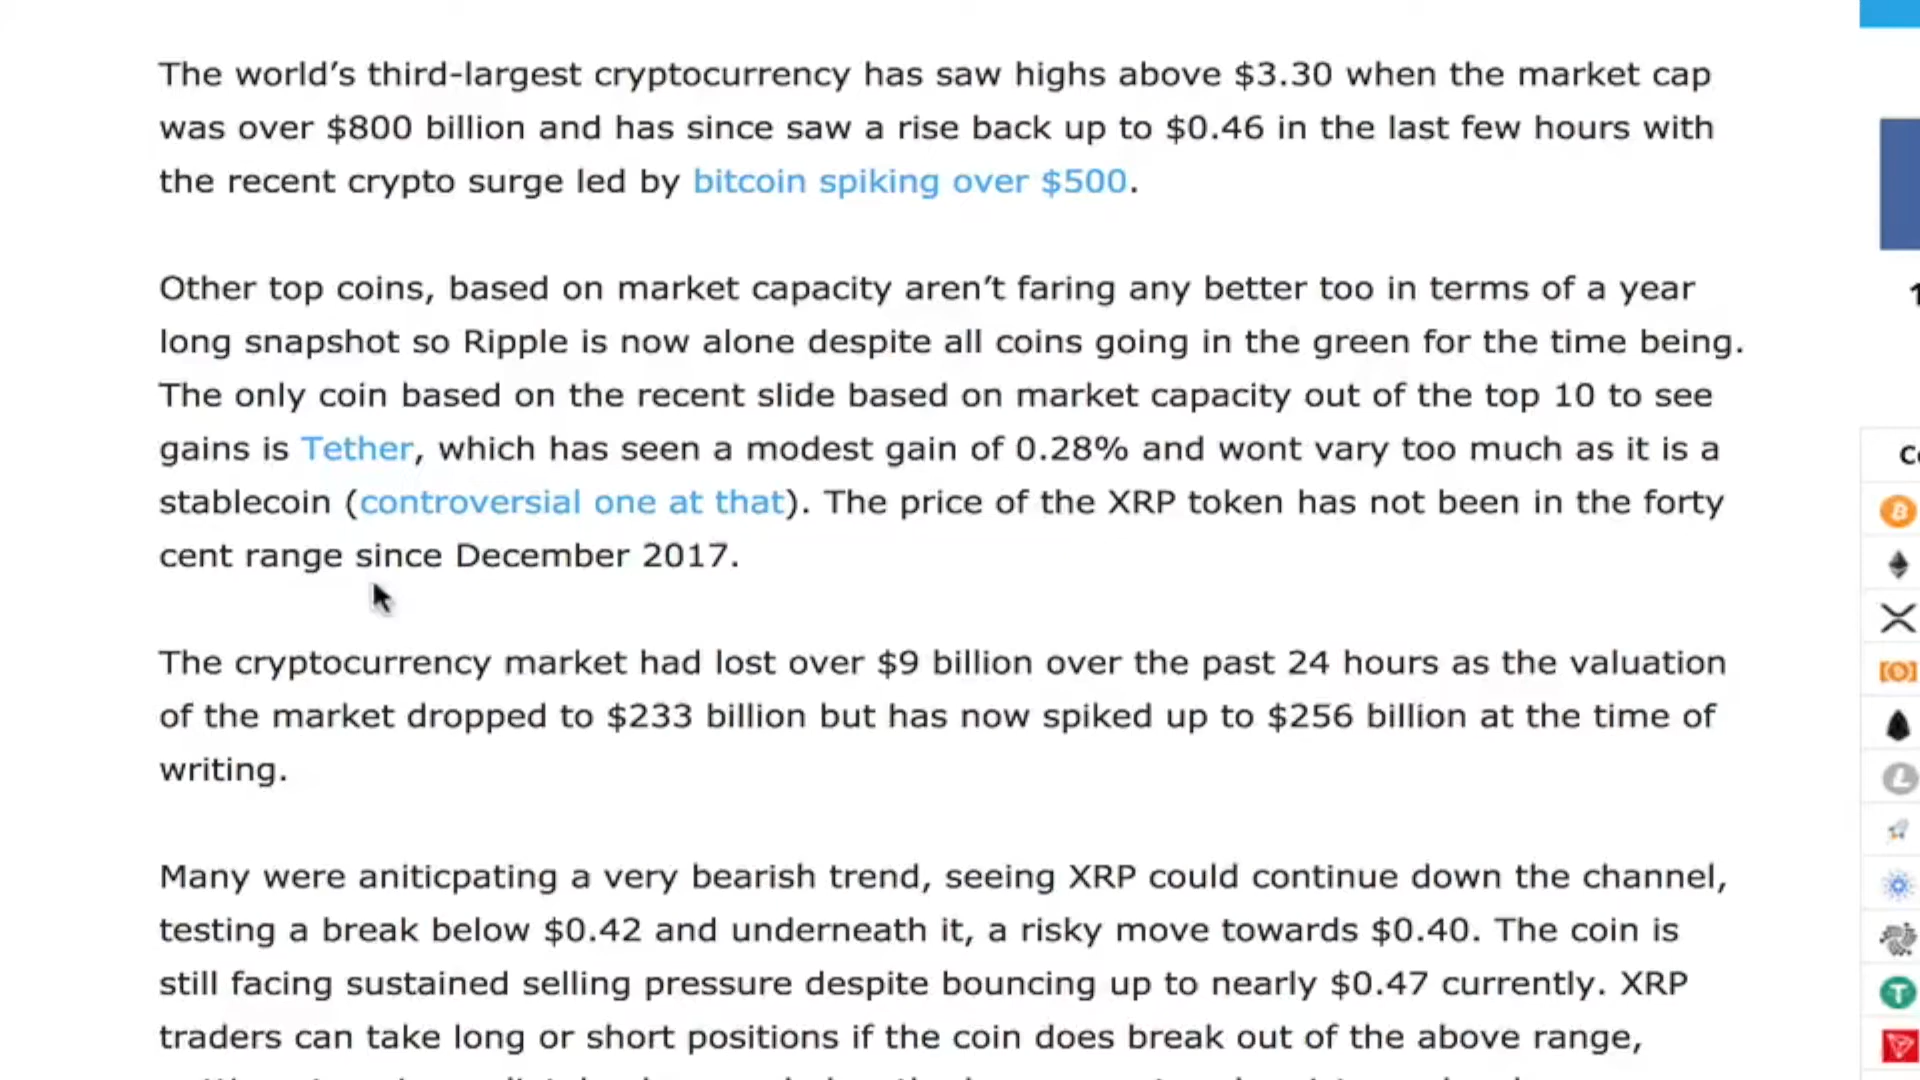 The world’s third-largest cryptocurrency has saw highs above $3.30 when the market cap
was over $800 billion and has since saw a rise back up to $0.46 in the last few hours with
the recent crypto surge led by bitcoin spiking over $500.
Other top coins, based on market capacity aren’t faring any better too in terms of a year
long snapshot so Ripple is now alone despite all coins going in the green for the time being.
The only coin based on the recent slide based on market capacity out of the top 10 to see
gains is Tether, which has seen a modest gain of 0.28% and wont vary too much as it is a
stablecoin (controversial one at that). The price of the XRP token has not been in the forty
cent range since December 2017.
The cryptocurrency market had lost over $9 billion over the past 24 hours as the valuation
of the market dropped to $233 billion but has now spiked up to $256 billion at the time of
writing.
Many were aniticpating a very bearish trend, seeing XRP could continue down the channel,
testing a break below $0.42 and underneath it, a risky move towards $0.40. The coin is
still facing sustained selling pressure despite bouncing up to nearly $0.47 currently. XRP
traders can take long or short positions if the coin does break out of the above range,